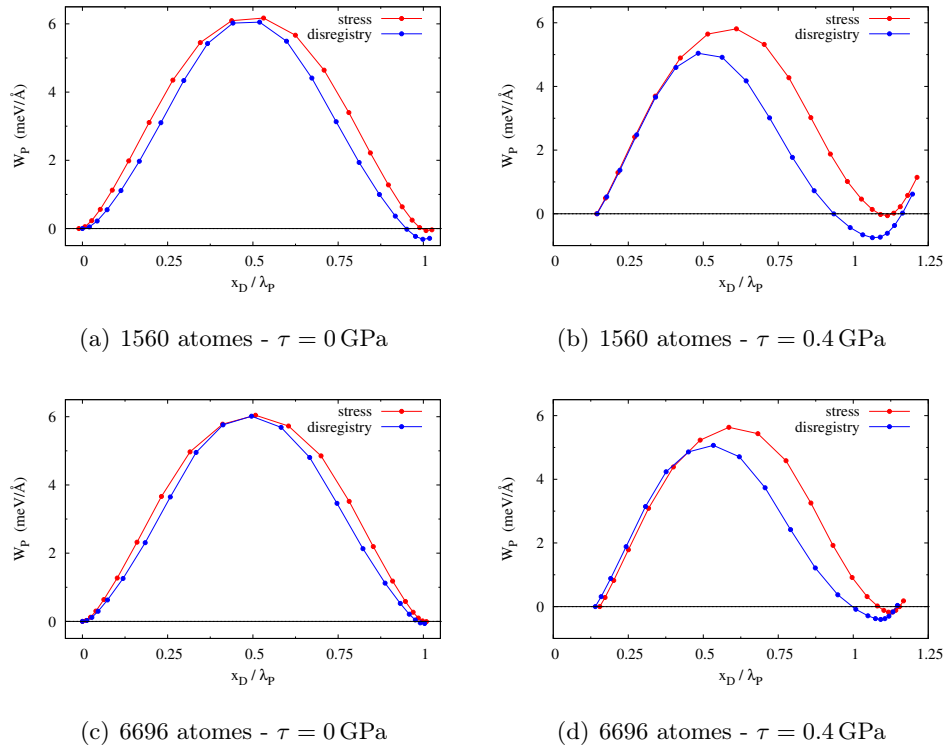 6
4
2
0
0
0.25
0.5
0.75
1
W_P (meV/Å)
x_D / λ_P
stress
disregistry
(a) 1560 atomes - τ = 0 GPa
6
4
2
0
0
0.25
0.5
0.75
1
1.25
W_P (meV/Å)
x_D / λ_P
stress
disregistry
(b) 1560 atomes - τ = 0.4 GPa
6
4
2
0
0
0.25
0.5
0.75
1
W_P (meV/Å)
x_D / λ_P
stress
disregistry
(c) 6696 atomes - τ = 0 GPa
6
4
2
0
0
0.25
0.5
0.75
1
1.25
W_P (meV/Å)
x_D / λ_P
stress
disregistry
(d) 6696 atomes - τ = 0.4 GPa